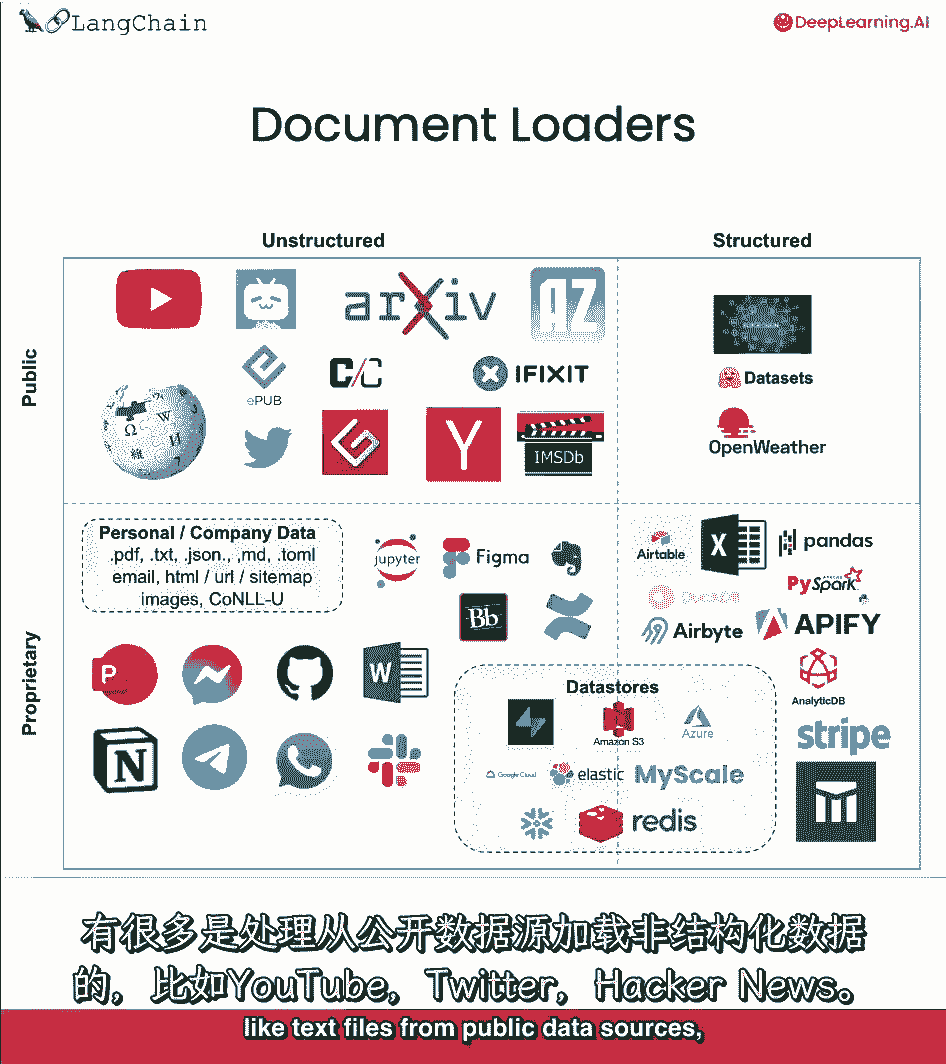 LangChain
DeepLearning.AI
Document Loaders
Unstructured
Structured
Public
arXiv
AZ
ePUB
C/C
IFIXIT
IMSDb
Datasets
OpenWeather
Proprietary
Personal / Company Data
.pdf, .txt, .json., .md, .toml
email, html / url / sitemap
images, CoNLL-U
jupyter
Figma
Bb
Airtable
X
pandas
DuckDB
PySpark
Airbyte
APIFY
P
W
N
Datastores
Amazon S3
Azure
Google Cloud
elastic
MyScale
redis
AnalyticDB
stripe
有很多是处理从公开数据源加载非结构化数据
的，比如YouTube，Twitter，Hacker News。
like text files from public data sources,